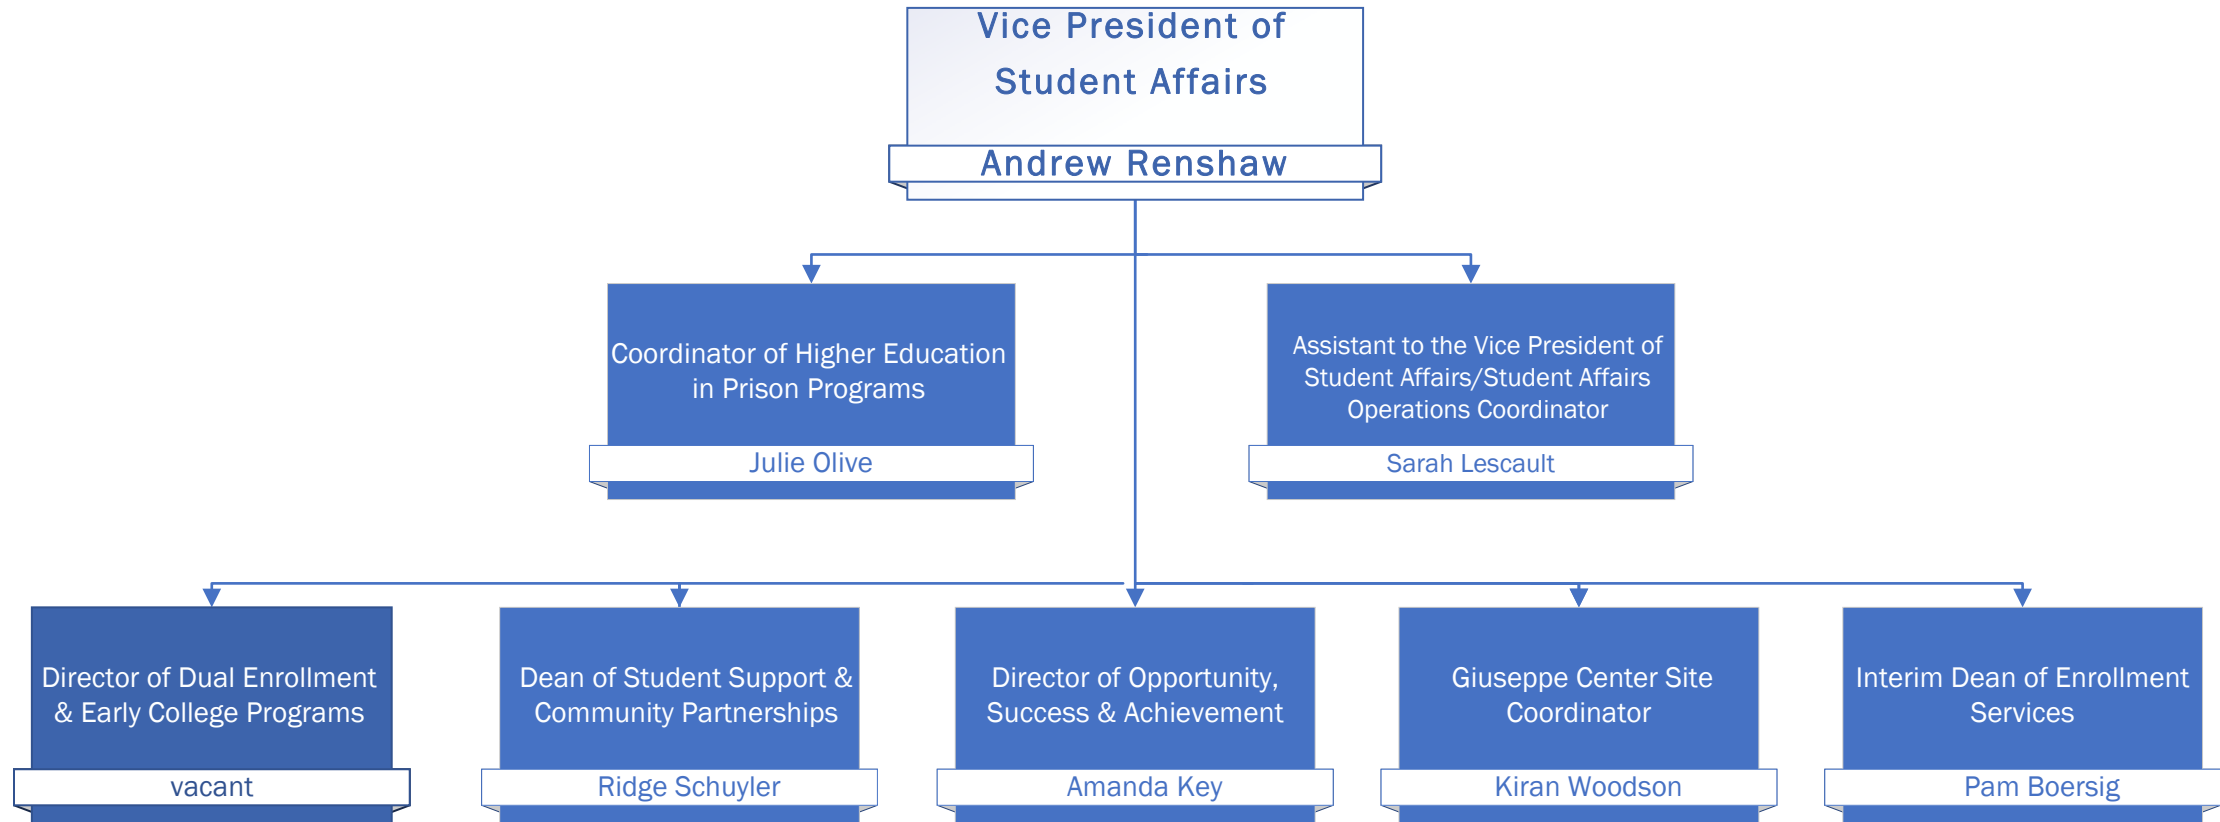 Vice President of
Student Affairs
Andrew Renshaw
Coordinator of Higher Education
in Prison Programs
Julie Olive
Assistant to the Vice President of
Student Affairs/Student Affairs
Operations Coordinator
Sarah Lescault
Director of Dual Enrollment
& Early College Programs
vacant
Dean of Student Support &
Community Partnerships
Ridge Schuyler
Director of Opportunity,
Success & Achievement
Amanda Key
Giuseppe Center Site
Coordinator
Kiran Woodson
Interim Dean of Enrollment
Services
Pam Boersig